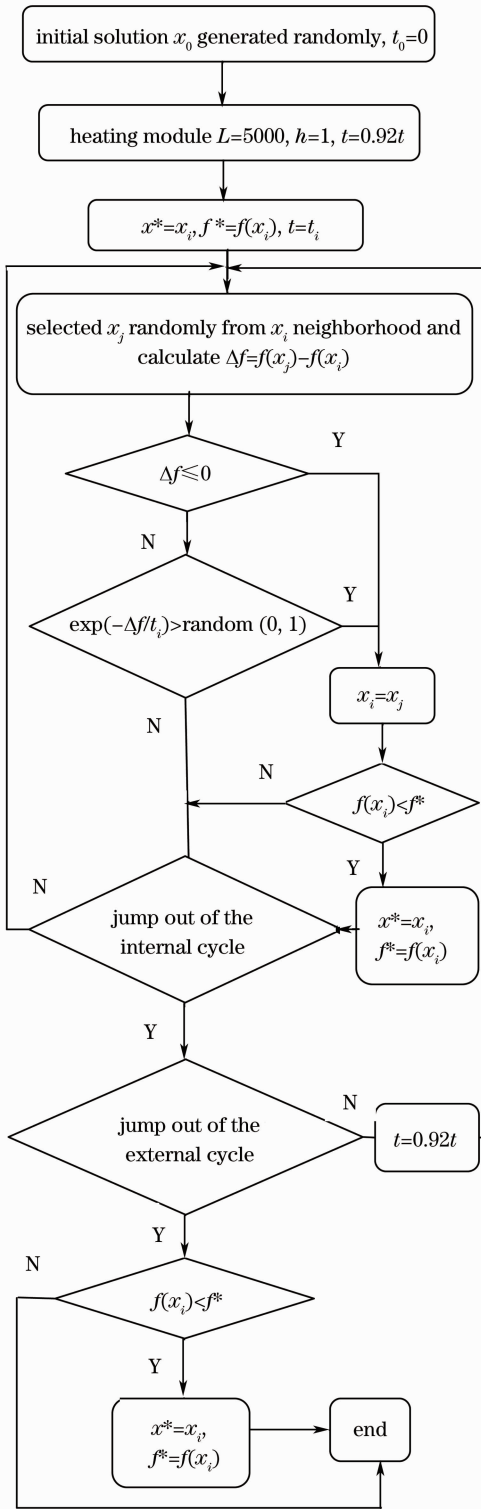 initial solution x₀ generated randomly, t₀=0
heating module L=5000, h=1, t=0.92t
x*=xᵢ, f*=f(xᵢ), t=tᵢ
selected xⱼ randomly from xᵢ neighborhood and
calculate Δf=f(xⱼ)−f(xᵢ)
Y
Δf⩽0
N
Y
exp(−Δf/tᵢ)>random (0, 1)
xᵢ=xⱼ
N
N
f(xᵢ)<f*
Y
N
jump out of the
internal cycle
x*=xᵢ,
f*=f(xᵢ)
Y
N
jump out of the
external cycle
t=0.92t
Y
N
f(xᵢ)<f*
Y
x*=xᵢ,
f*=f(xᵢ)
end